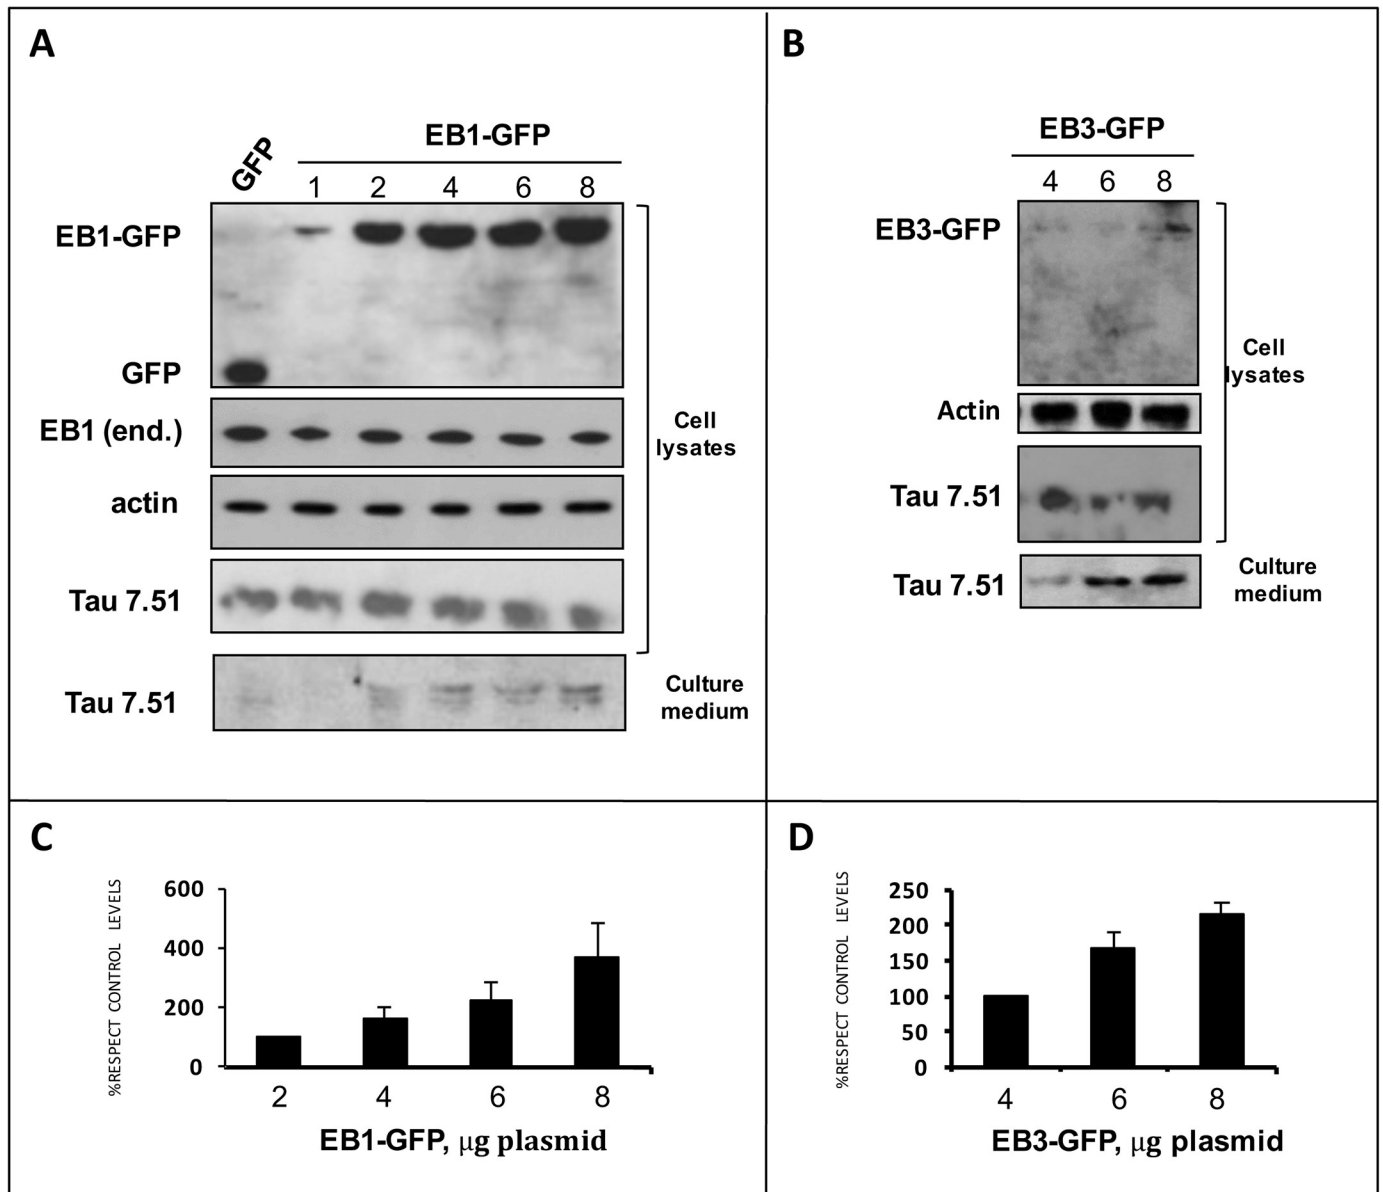 A
GFP
EB1-GFP
1 2 4 6 8
EB1-GFP
GFP
EB1 (end.)
actin
Tau 7.51
Cell
lysates
Tau 7.51
Culture
medium
B
EB3-GFP
4 6 8
EB3-GFP
Actin
Tau 7.51
Cell
lysates
Tau 7.51
Culture
medium
C
%RESPECT CONTROL LEVELS
600
400
200
0
2 4 6 8
EB1-GFP, μg plasmid
D
%RESPECT CONTROL LEVELS
250
200
150
100
50
0
4 6 8
EB3-GFP, μg plasmid